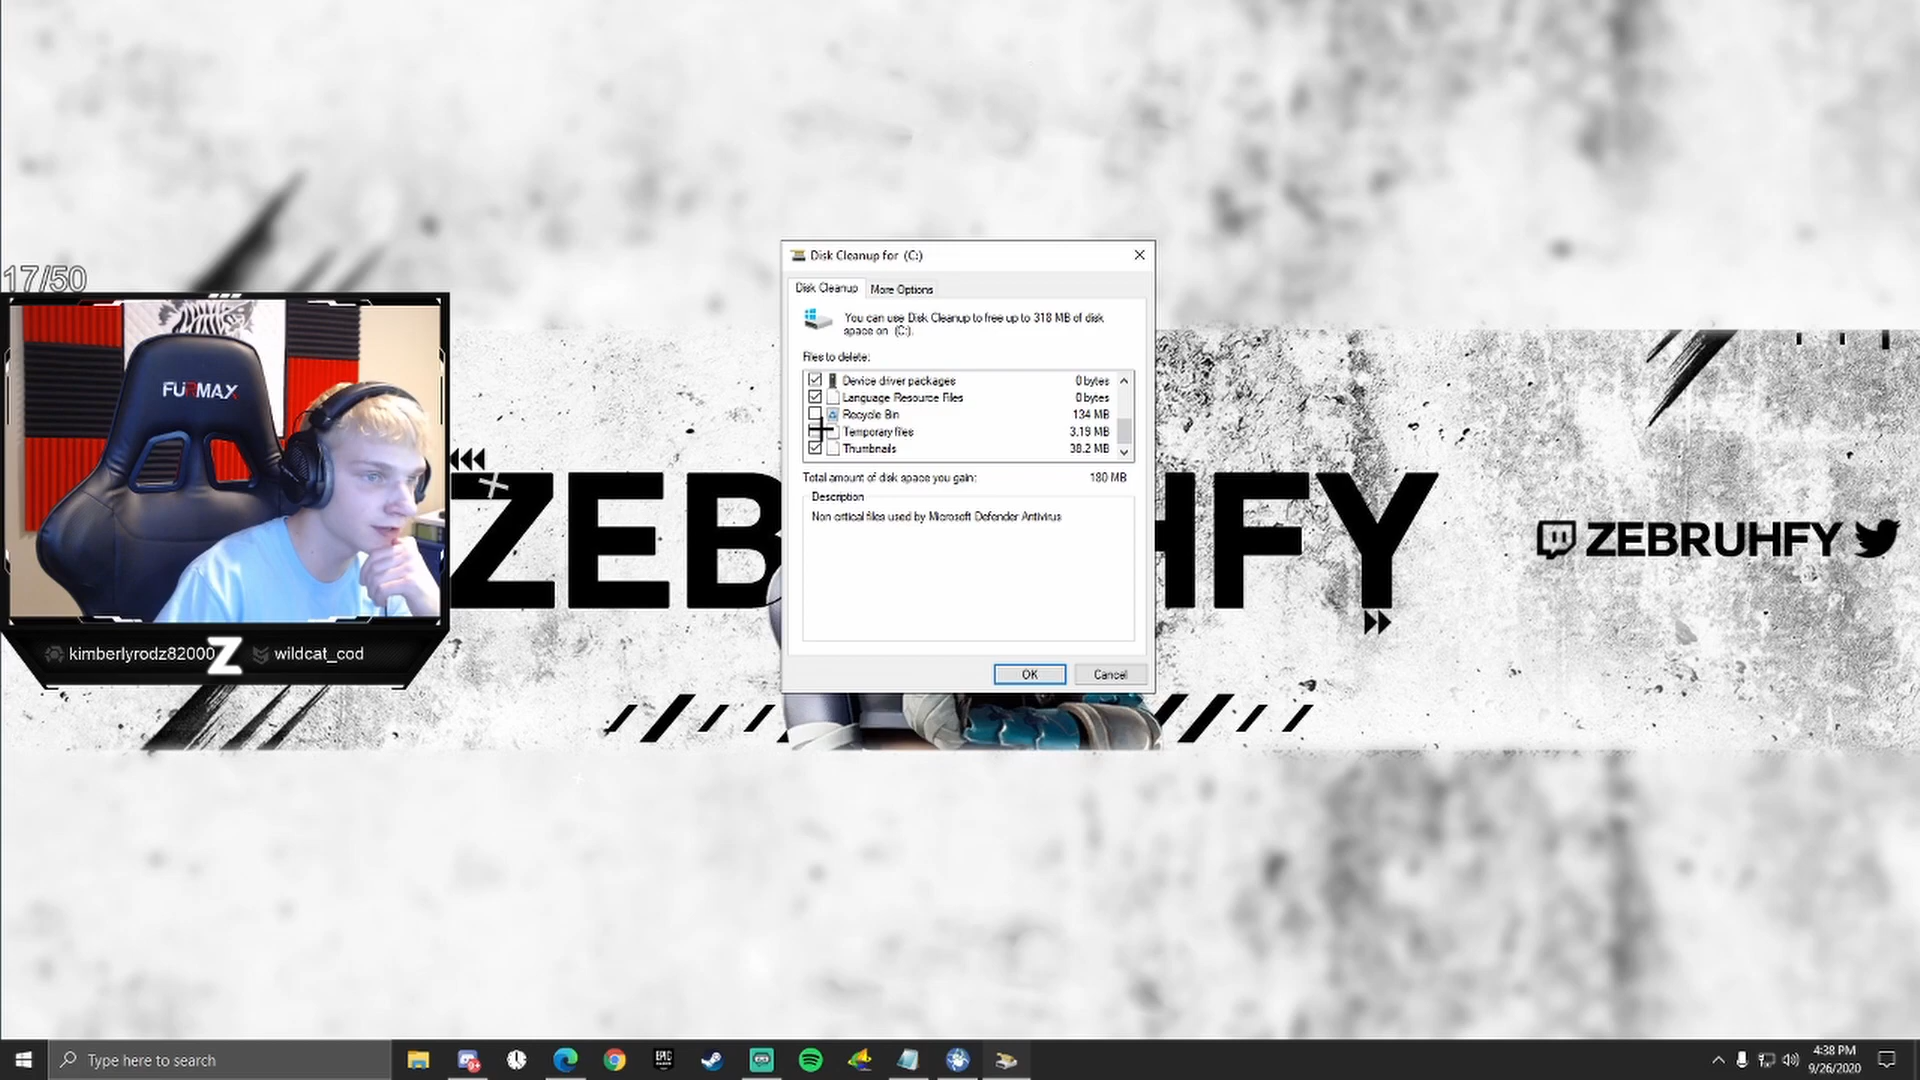 17/50
FURMAX
kimberlyrodz82000
Z
wildcat_cod
ZEB
HFY
ZEBRUHFY
Disk Cleanup for (C:)
Disk Cleanup
More Options
You can use Disk Cleanup to free up to 318 MB of disk
space on (C:).
Files to delete:
Device driver packages 0 bytes
Language Resource Files 0 bytes
Recycle Bin 134 MB
Temporary files 3.19 MB
Thumbnails 38.2 MB
Total amount of disk space you gain: 180 MB
Description
Non critical files used by Microsoft Defender Antivirus
OK
Cancel
Type here to search
EPIC
4:38 PM
9/26/2020